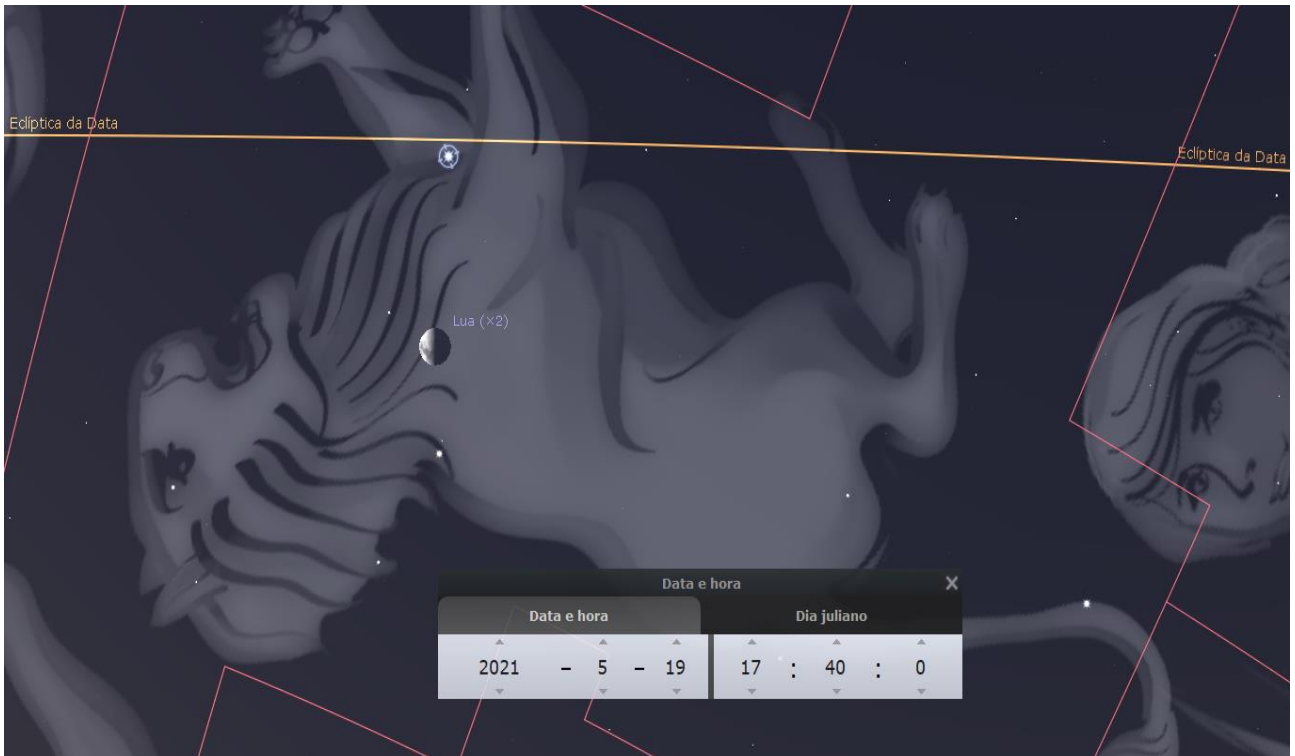 Eclíptica da Data
Eclíptica da Data
Lua (×2)
Data e hora X
Data e hora Dia juliano
2021 - 5 - 19 17 : 40 : 0